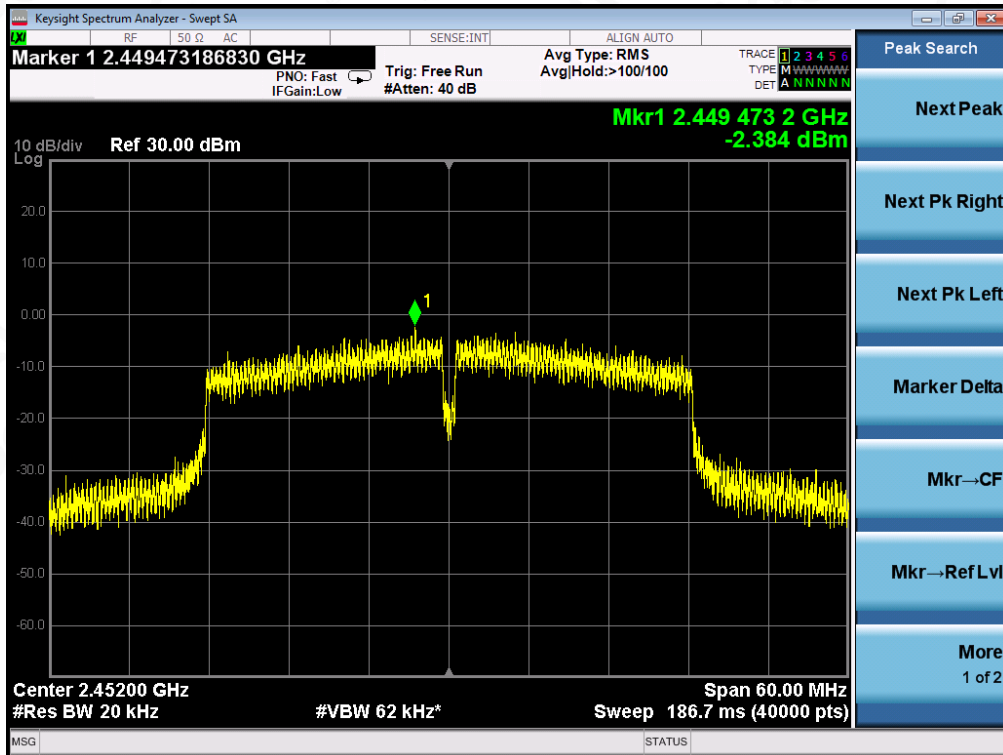 Keysight Spectrum Analyzer - Swept SA
LXI RF 50 Ω AC SENSE:INT ALIGN AUTO
Marker 1 2.449473186830 GHz
PNO: Fast
IFGain:Low
Trig: Free Run
#Atten: 40 dB
Avg Type: RMS
Avg|Hold:>100/100
TRACE 1 2 3 4 5 6
TYPE M WWWWW
DET A N N N N N
Mkr1 2.449 473 2 GHz
-2.384 dBm
10 dB/div Ref 30.00 dBm
Log
20.0
10.0
0.00
-10.0
-20.0
-30.0
-40.0
-50.0
-60.0
1
Center 2.45200 GHz Span 60.00 MHz
#Res BW 20 kHz #VBW 62 kHz* Sweep 186.7 ms (40000 pts)
MSG STATUS
Peak Search
Next Peak
Next Pk Right
Next Pk Left
Marker Delta
Mkr→CF
Mkr→Ref Lvl
More
1 of 2